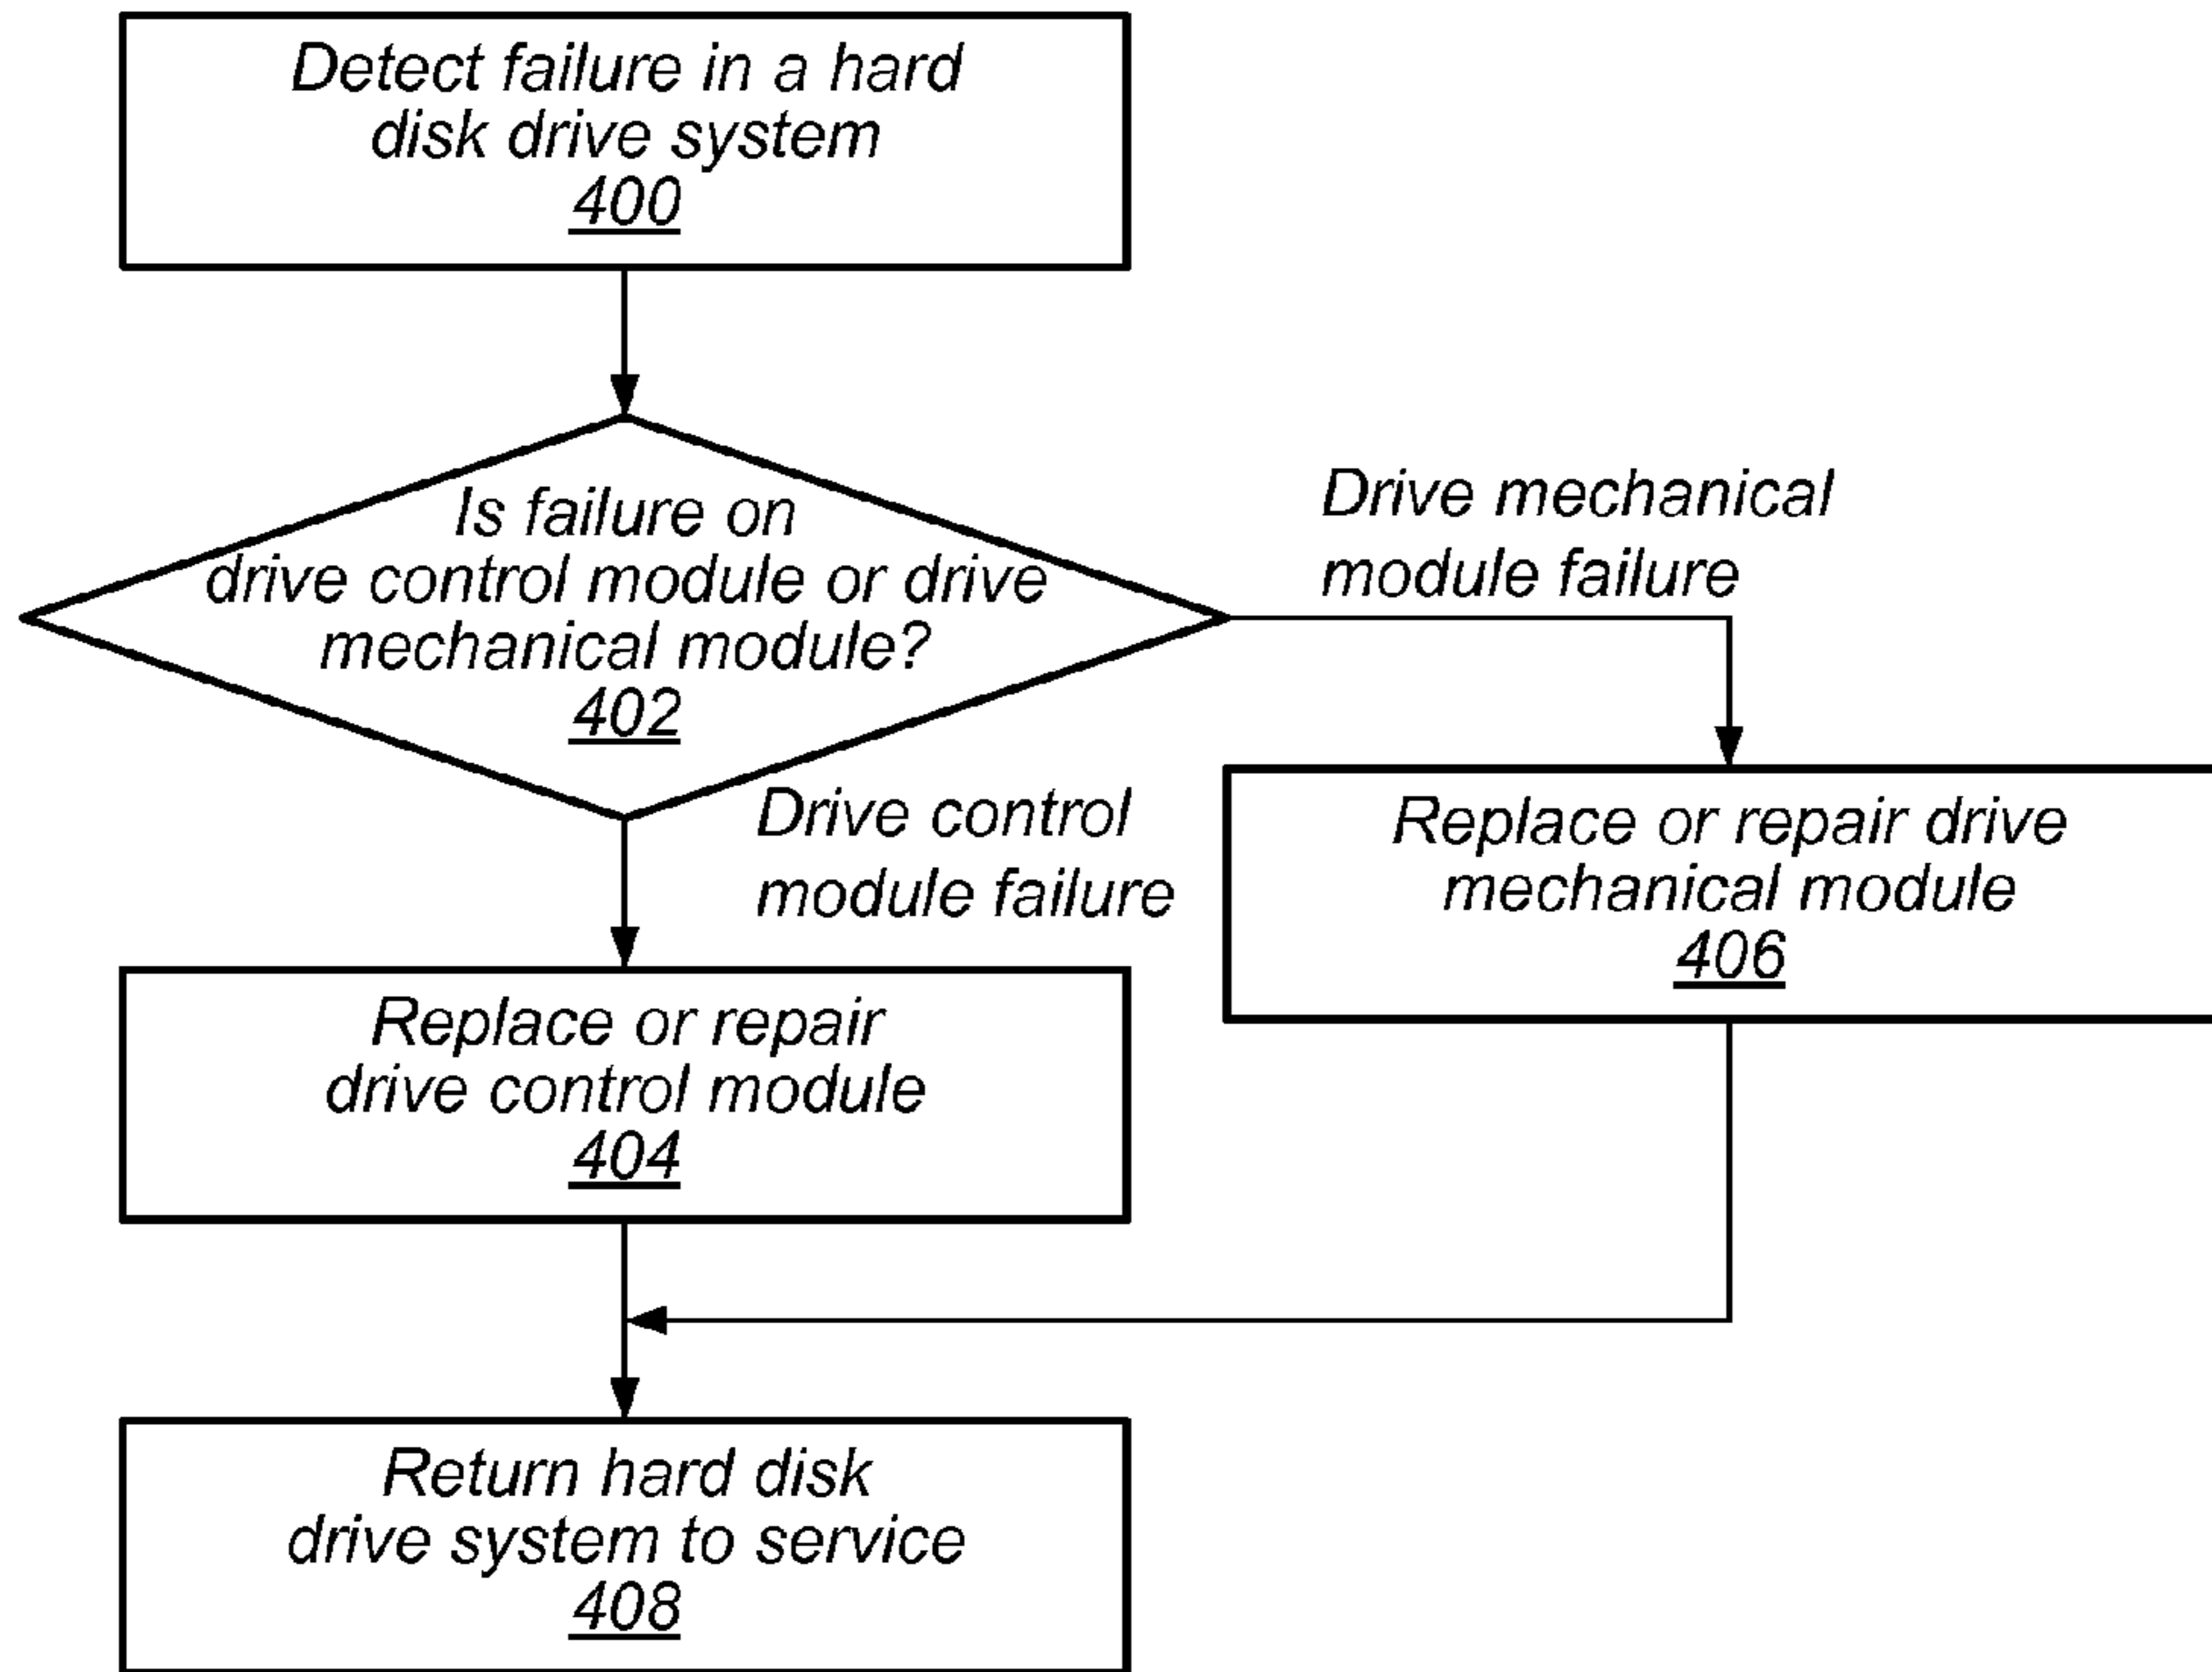 Detect failure in a hard
disk drive system
400
Is failure on
drive control module or drive
mechanical module?
402
Drive mechanical
module failure
Drive control
module failure
Replace or repair drive
mechanical module
406
Replace or repair
drive control module
404
Return hard disk
drive system to service
408